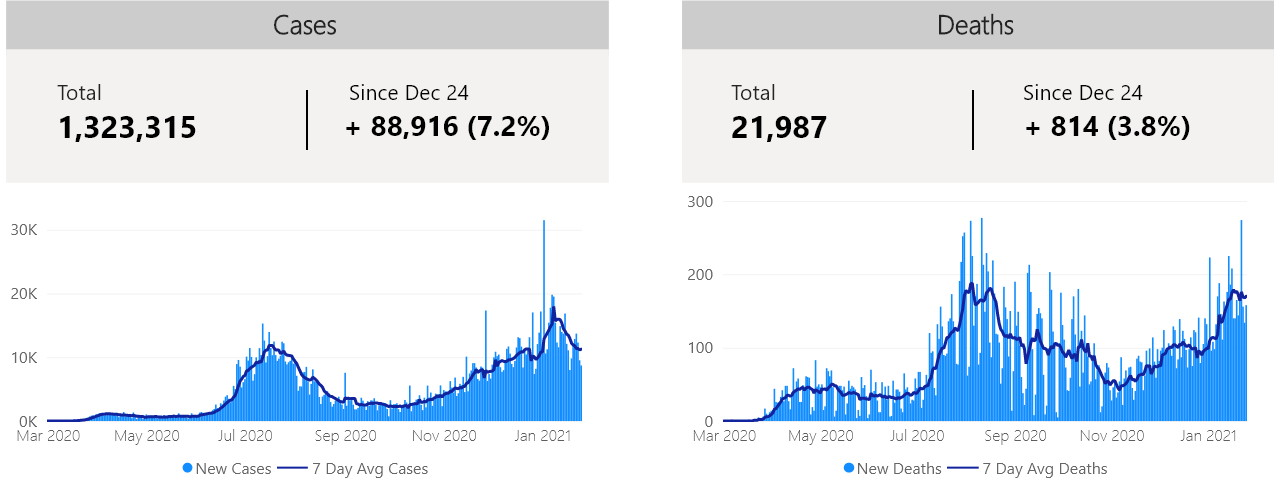 Cases
Total
1,323,315
Since Dec 24
+ 88,916 (7.2%)
30K
20K
10K
0K
Mar 2020 May 2020 Jul 2020 Sep 2020 Nov 2020 Jan 2021
New Cases 7 Day Avg Cases
Deaths
Total
21,987
Since Dec 24
+ 814 (3.8%)
300
200
100
0
Mar 2020 May 2020 Jul 2020 Sep 2020 Nov 2020 Jan 2021
New Deaths 7 Day Avg Deaths